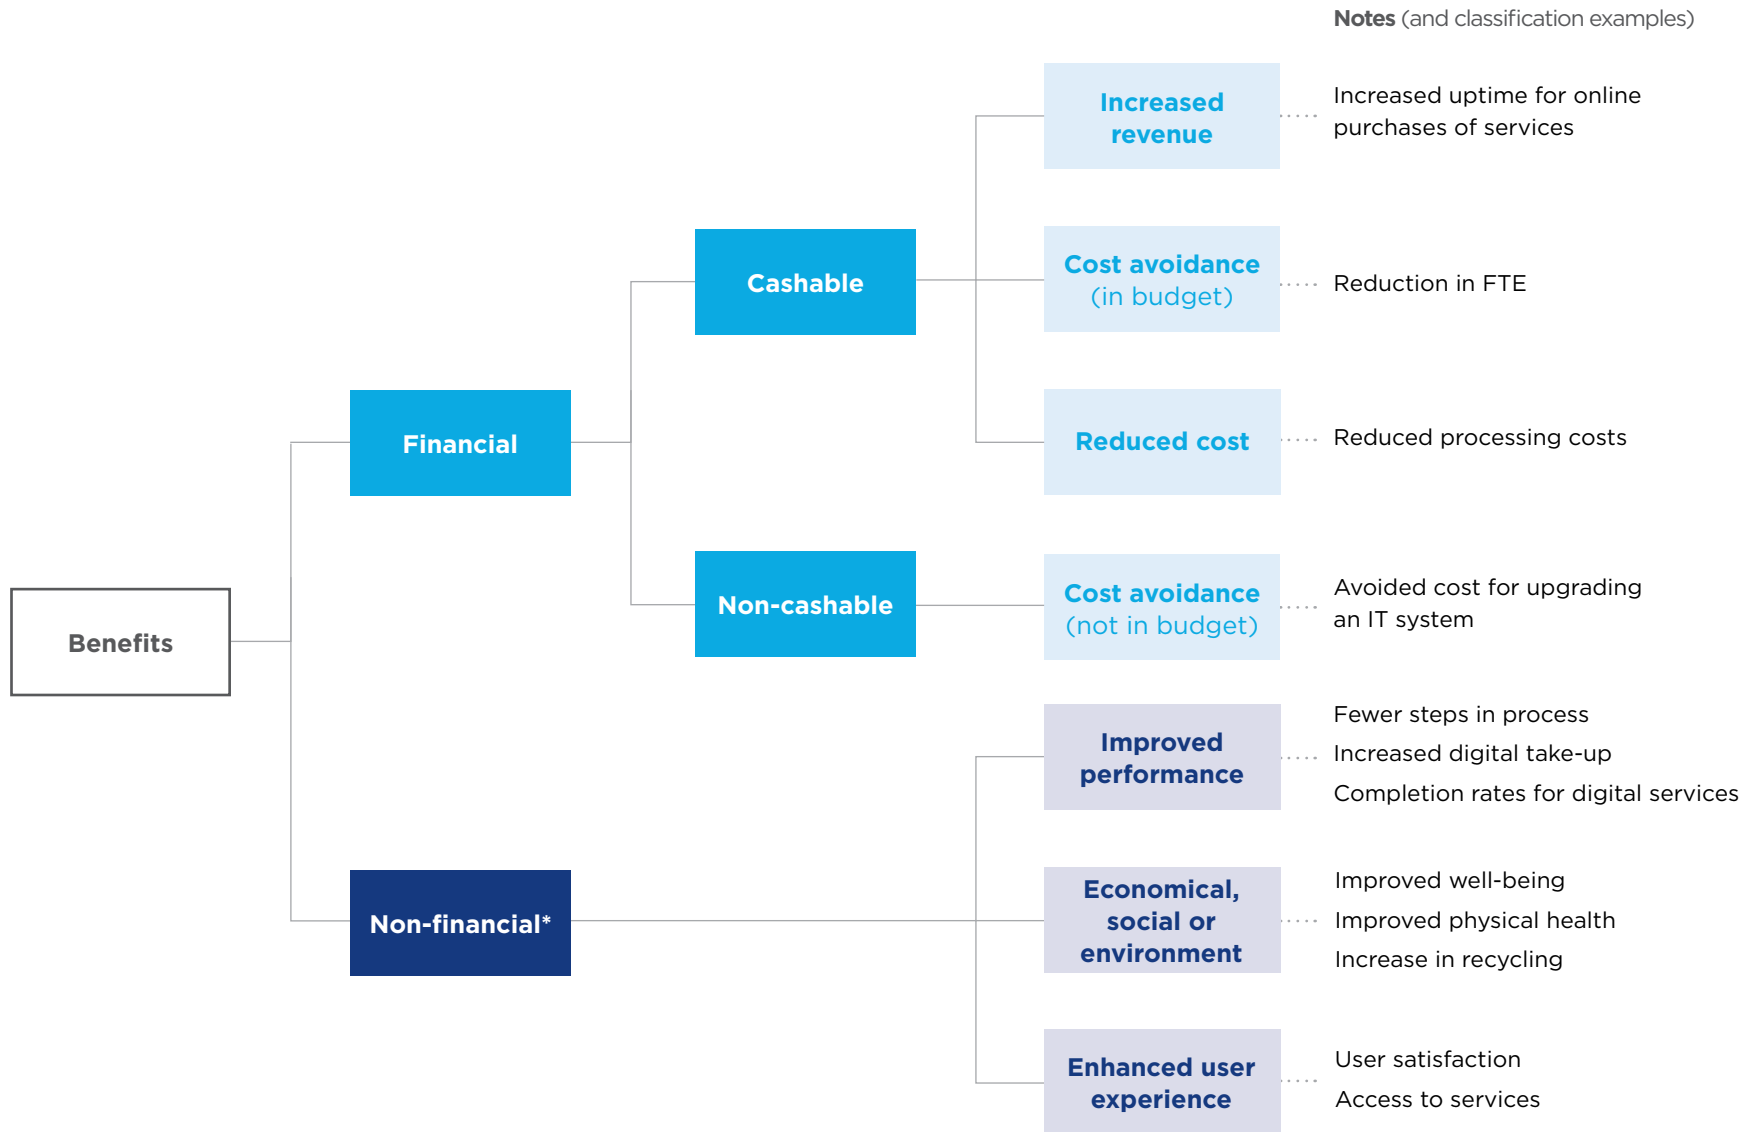 Notes (and classification examples)
Increased
revenue
Increased uptime for online
purchases of services
Cashable
Cost avoidance
(in budget)
Reduction in FTE
Financial
Reduced cost
Reduced processing costs
Non-cashable
Cost avoidance
(not in budget)
Avoided cost for upgrading
an IT system
Benefits
Improved
performance
Fewer steps in process
Increased digital take-up
Completion rates for digital services
Non-financial*
Economical,
social or
environment
Improved well-being
Improved physical health
Increase in recycling
Enhanced user
experience
User satisfaction
Access to services